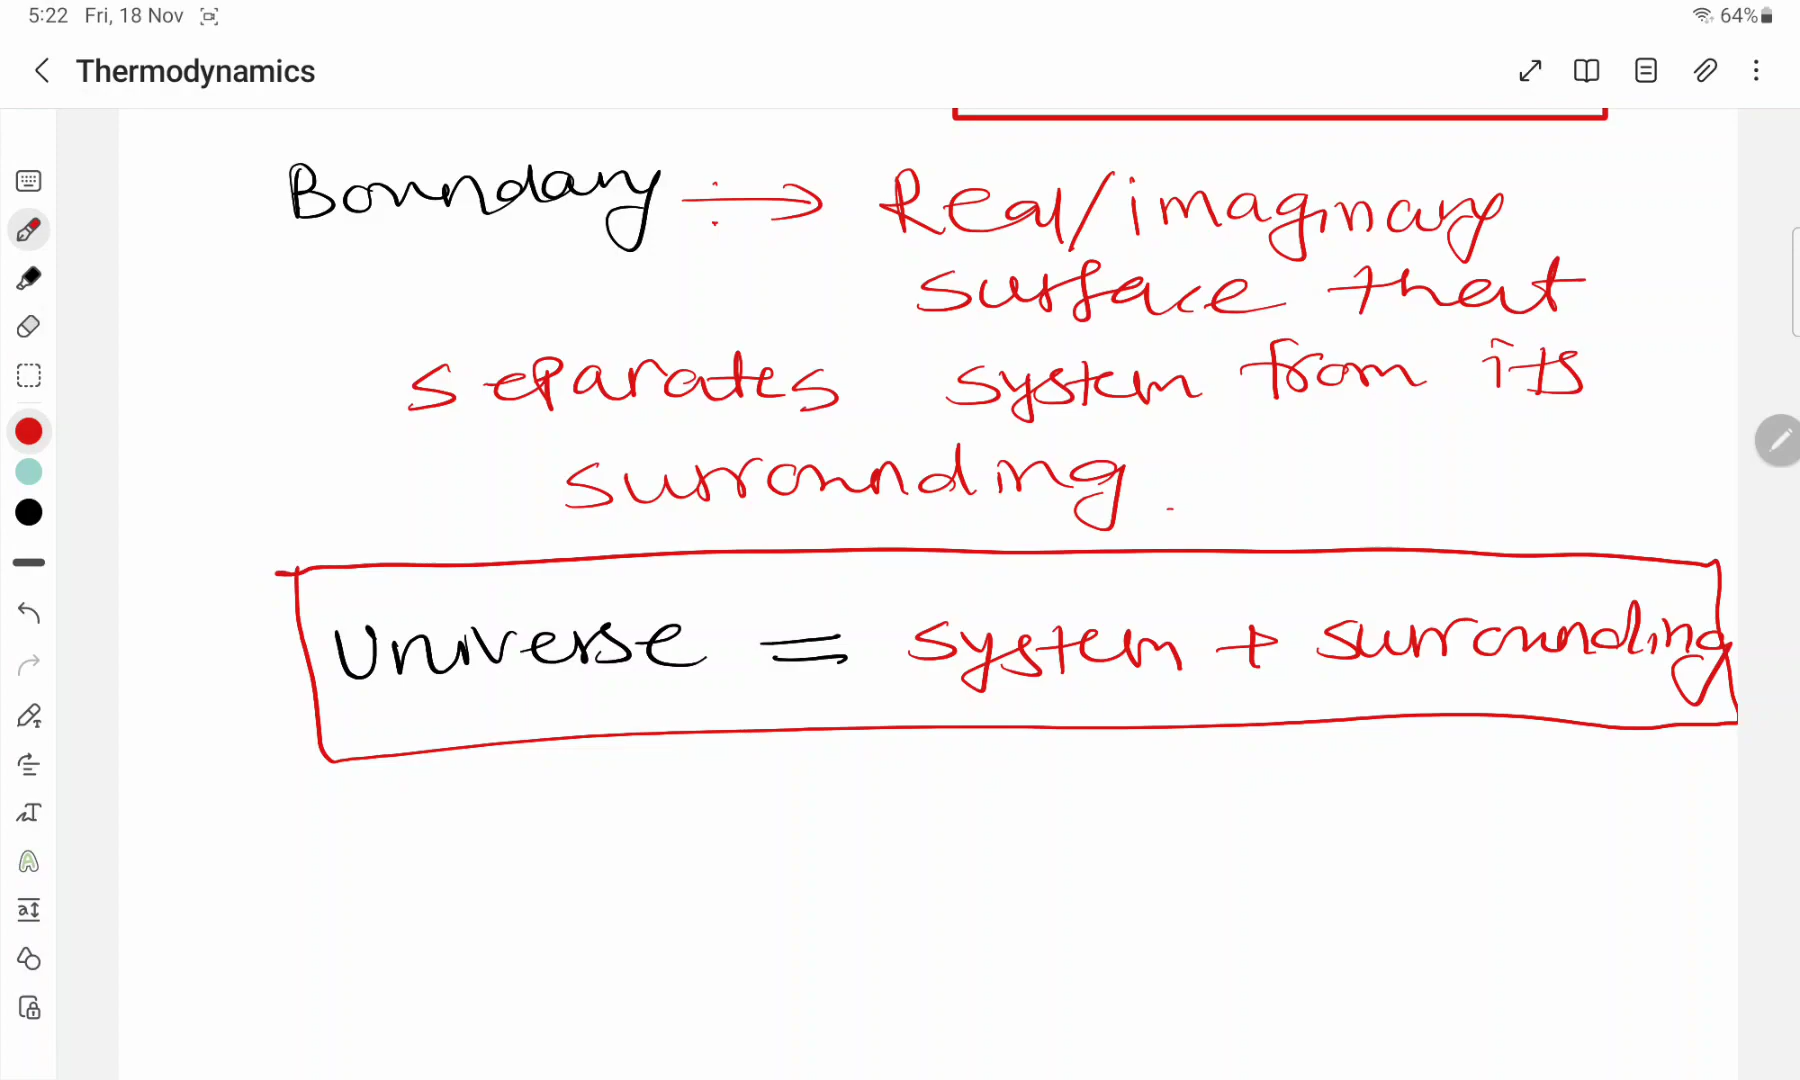 5:22 Fri, 18 Nov 64%
Thermodynamics
Boundary ÷→ Real/imaginary
surface that
separates system from its
surrounding.
Universe = system + surrounding